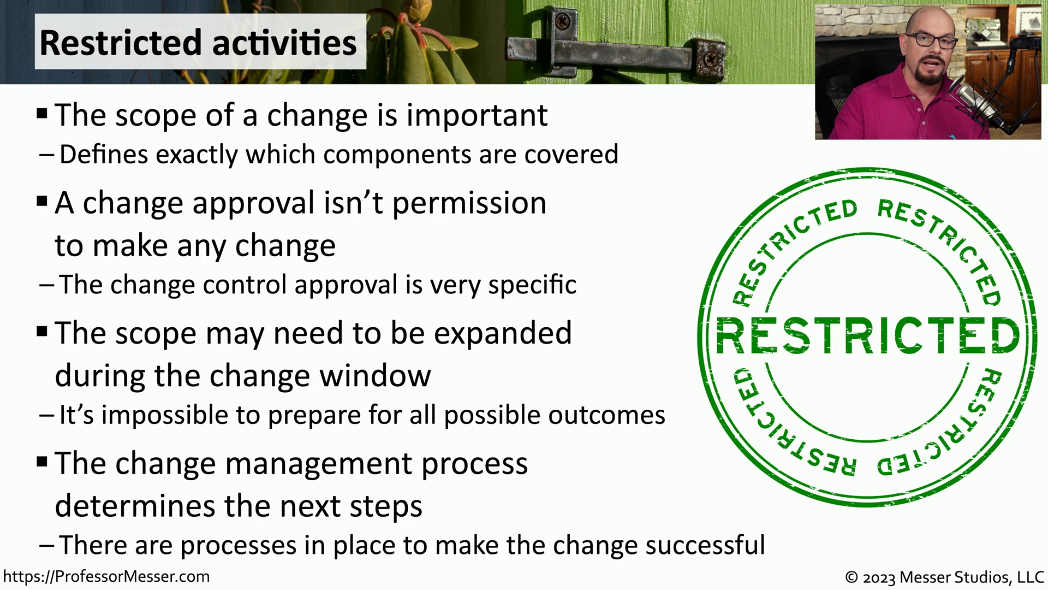 Restricted activities
▪ The scope of a change is important
– Defines exactly which components are covered
▪ A change approval isn’t permission
to make any change
– The change control approval is very specific
▪ The scope may need to be expanded
during the change window
– It’s impossible to prepare for all possible outcomes
▪ The change management process
determines the next steps
– There are processes in place to make the change successful
RESTRICTED RESTRICTED
RESTRICTED
RESTRICTED RESTRICTED
https://ProfessorMesser.com
© 2023 Messer Studios, LLC